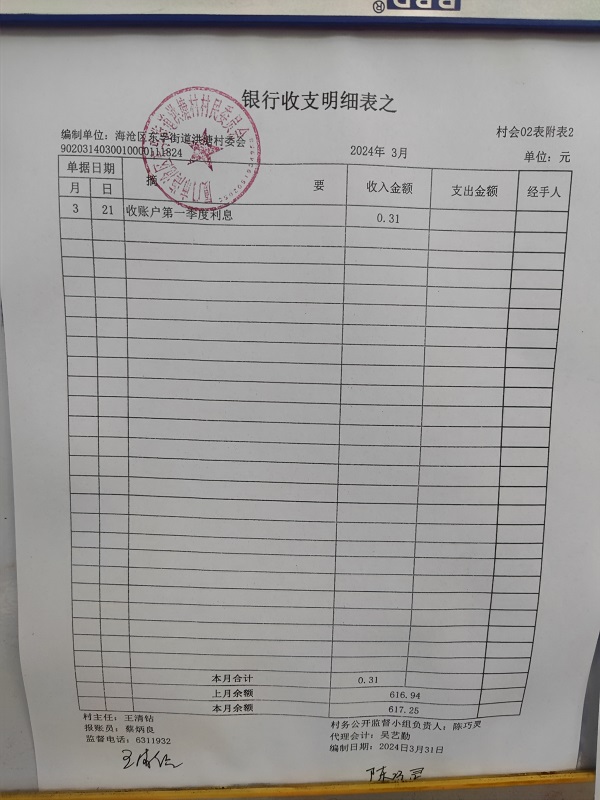 银行收支明细表之
村会02表附表2
编制单位: 海沧区东孚街道洪塘村委会
2024年 3月
单位: 元
9020314030010000111824
单据日期 摘 要 收入金额 支出金额 经手人
月 日
3 21 收账户第一季度利息 0.31
本月合计 0.31
上月余额 616.94
本月余额 617.25
村主任: 王清钻
村务公开监督小组负责人: 陈巧灵
报账员: 蔡炳良
代理会计: 吴艺勤
监督电话: 6311932
编制日期: 2024日3月31日
陈巧灵